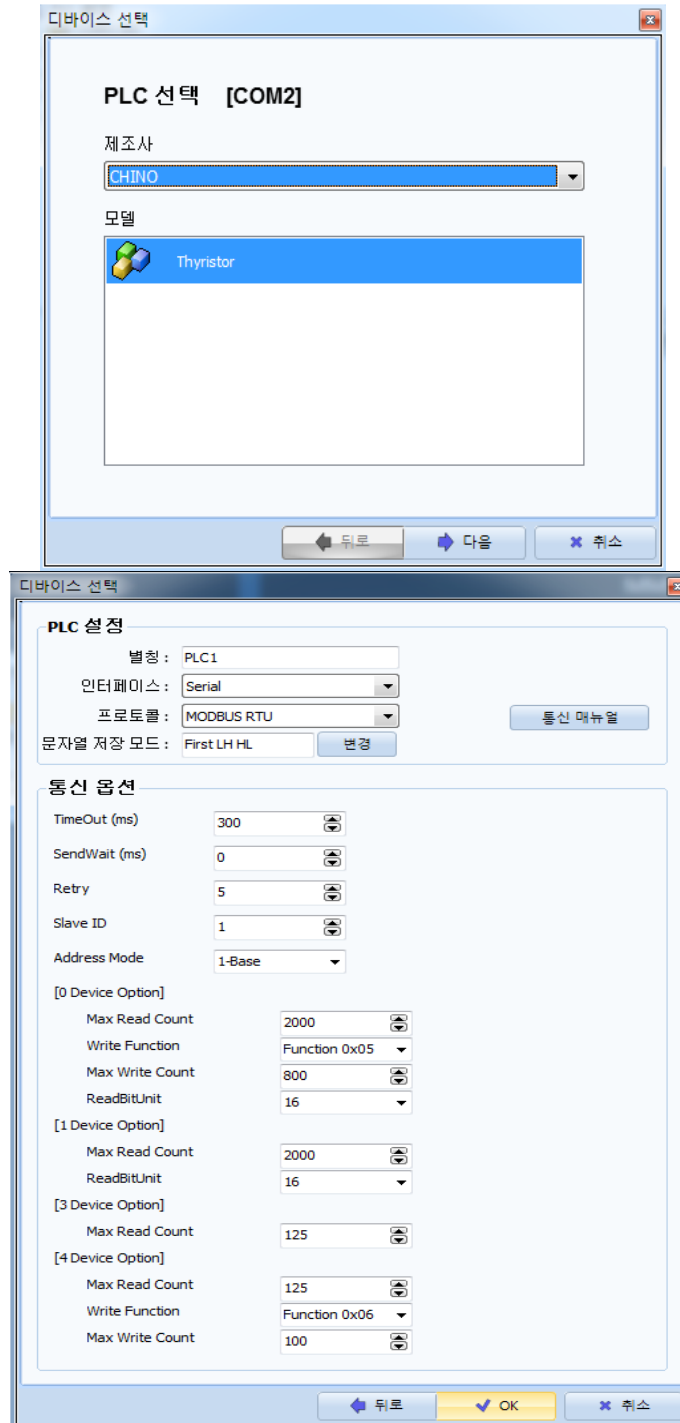 디바이스 선택
PLC 선택 [COM2]
제조사
CHINO
모델
Thyristor
뒤로 다음 취소
디바이스 선택
PLC 설정
별칭 : PLC1
인터페이스 : Serial
프로토콜 : MODBUS RTU 통신 매뉴얼
문자열 저장 모드 : First LH HL 변경
통신 옵션
TimeOut (ms) 300
SendWait (ms) 0
Retry 5
Slave ID 1
Address Mode 1-Base
[0 Device Option]
Max Read Count 2000
Write Function Function 0x05
Max Write Count 800
ReadBitUnit 16
[1 Device Option]
Max Read Count 2000
ReadBitUnit 16
[3 Device Option]
Max Read Count 125
[4 Device Option]
Max Read Count 125
Write Function Function 0x06
Max Write Count 100
뒤로 OK 취소